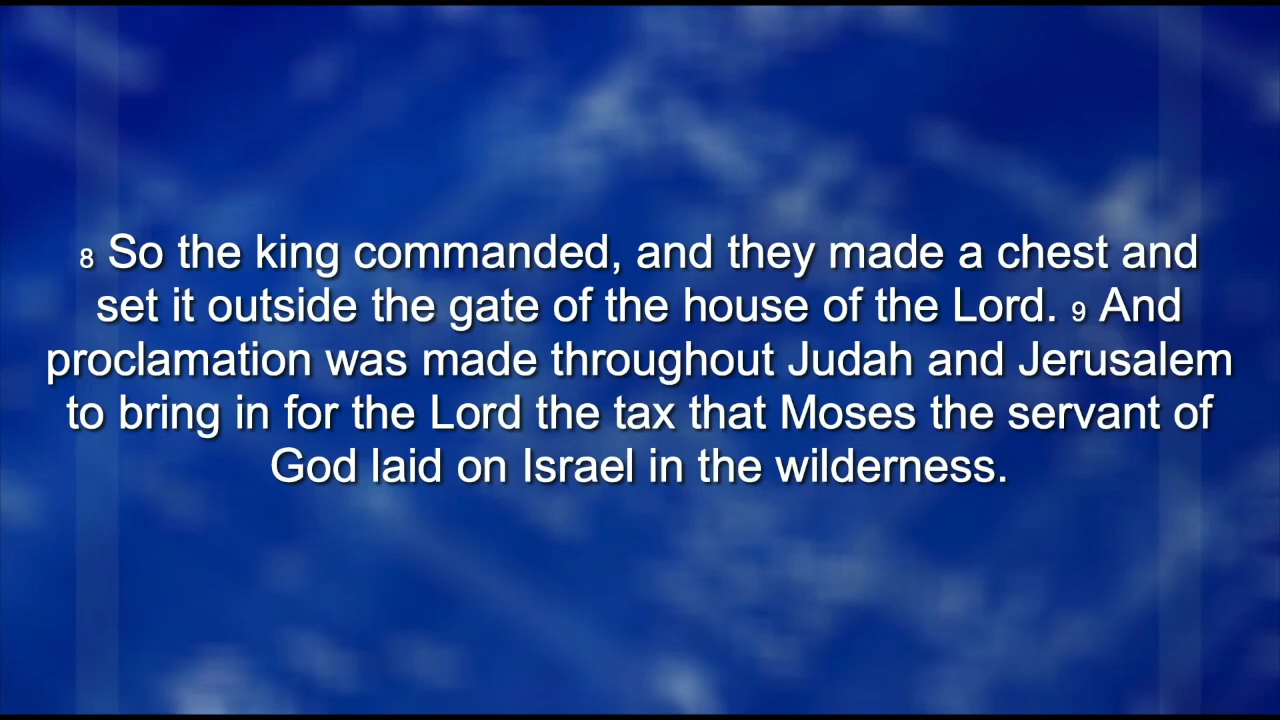 8 So the king commanded, and they made a chest and
set it outside the gate of the house of the Lord. 9 And
proclamation was made throughout Judah and Jerusalem
to bring in for the Lord the tax that Moses the servant of
God laid on Israel in the wilderness.